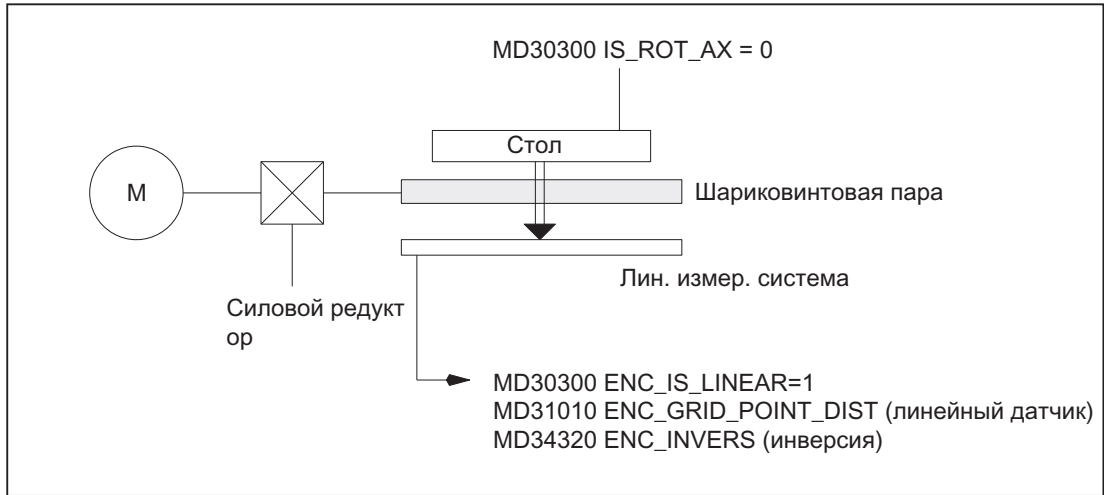 MD30300 IS_ROT_AX = 0
Стол
М
Шариковинтовая пара
Лин. измер. система
Силовой редукт
ор
MD30300 ENC_IS_LINEAR=1
MD31010 ENC_GRID_POINT_DIST (линейный датчик)
MD34320 ENC_INVERS (инверсия)